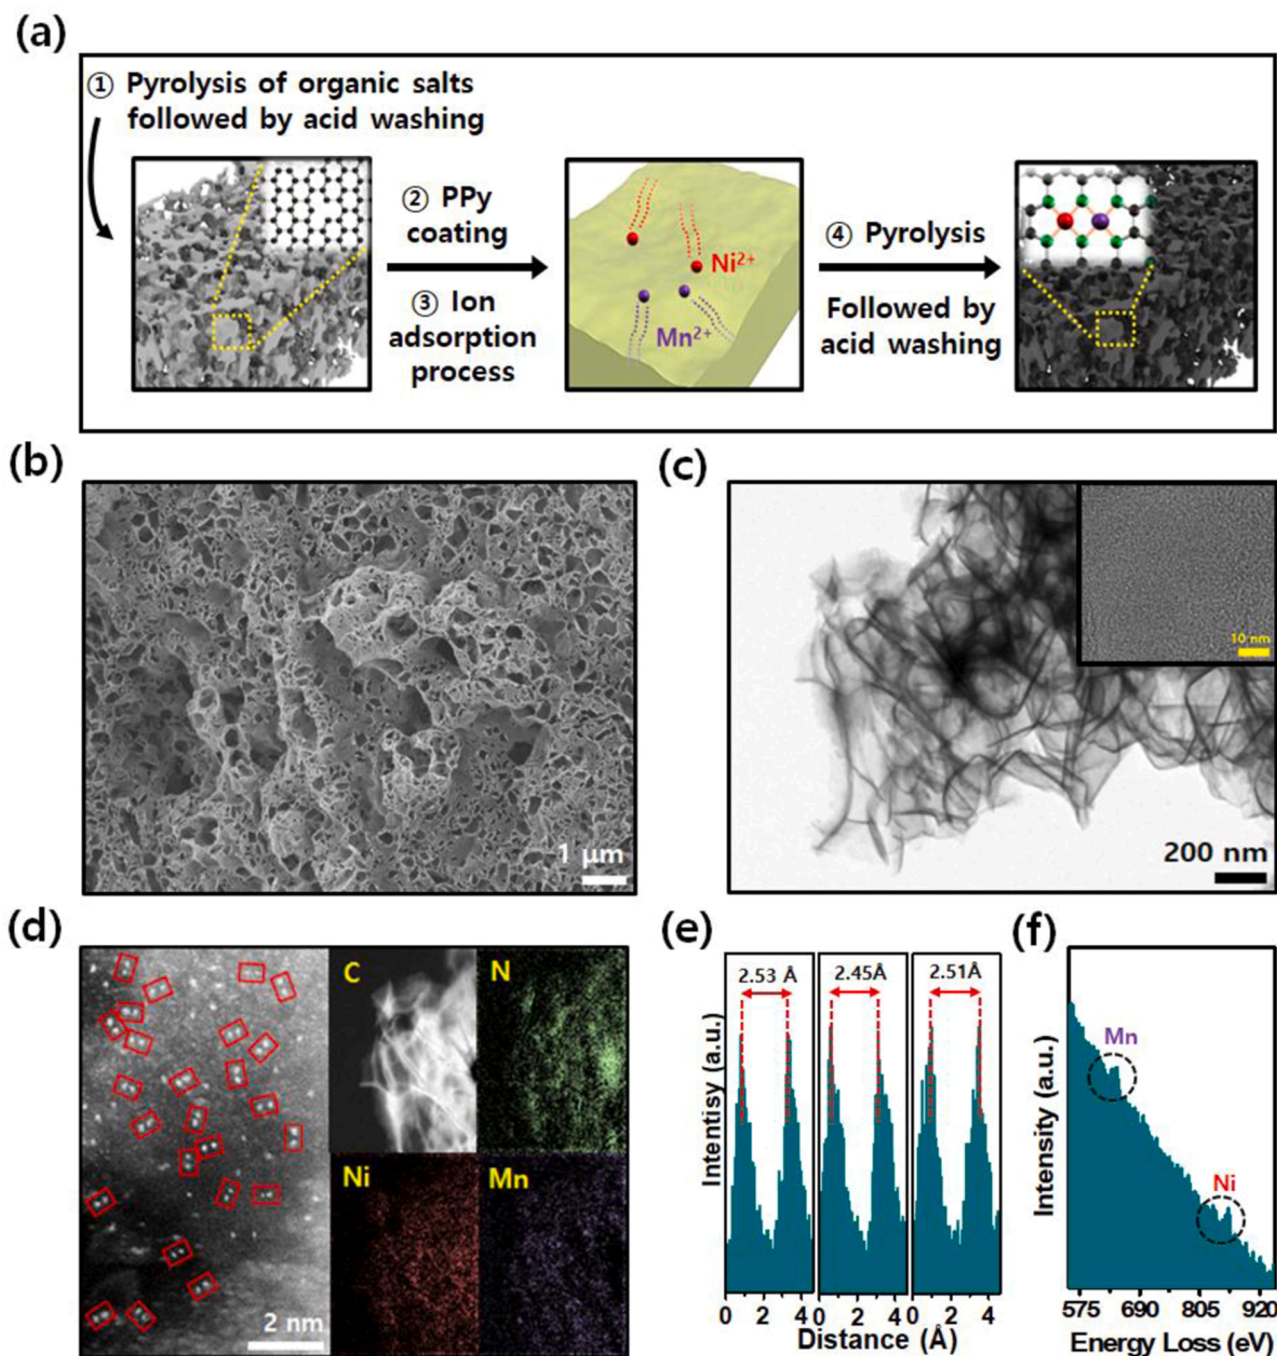 (a)
① Pyrolysis of organic salts
followed by acid washing
② PPy
coating
③ Ion
adsorption
process
Ni²⁺
Mn²⁺
④ Pyrolysis
Followed by
acid washing
(b)
1 μm
(c)
10 nm
200 nm
(d)
2 nm
C
N
Ni
Mn
(e)
Intentisy (a.u.)
2.53 Å
2.45Å
2.51Å
0 2 4 0 2 4 0 2 4
Distance (Å)
(f)
Intensity (a.u.)
Mn
Ni
575 690 805 920
Energy Loss (eV)